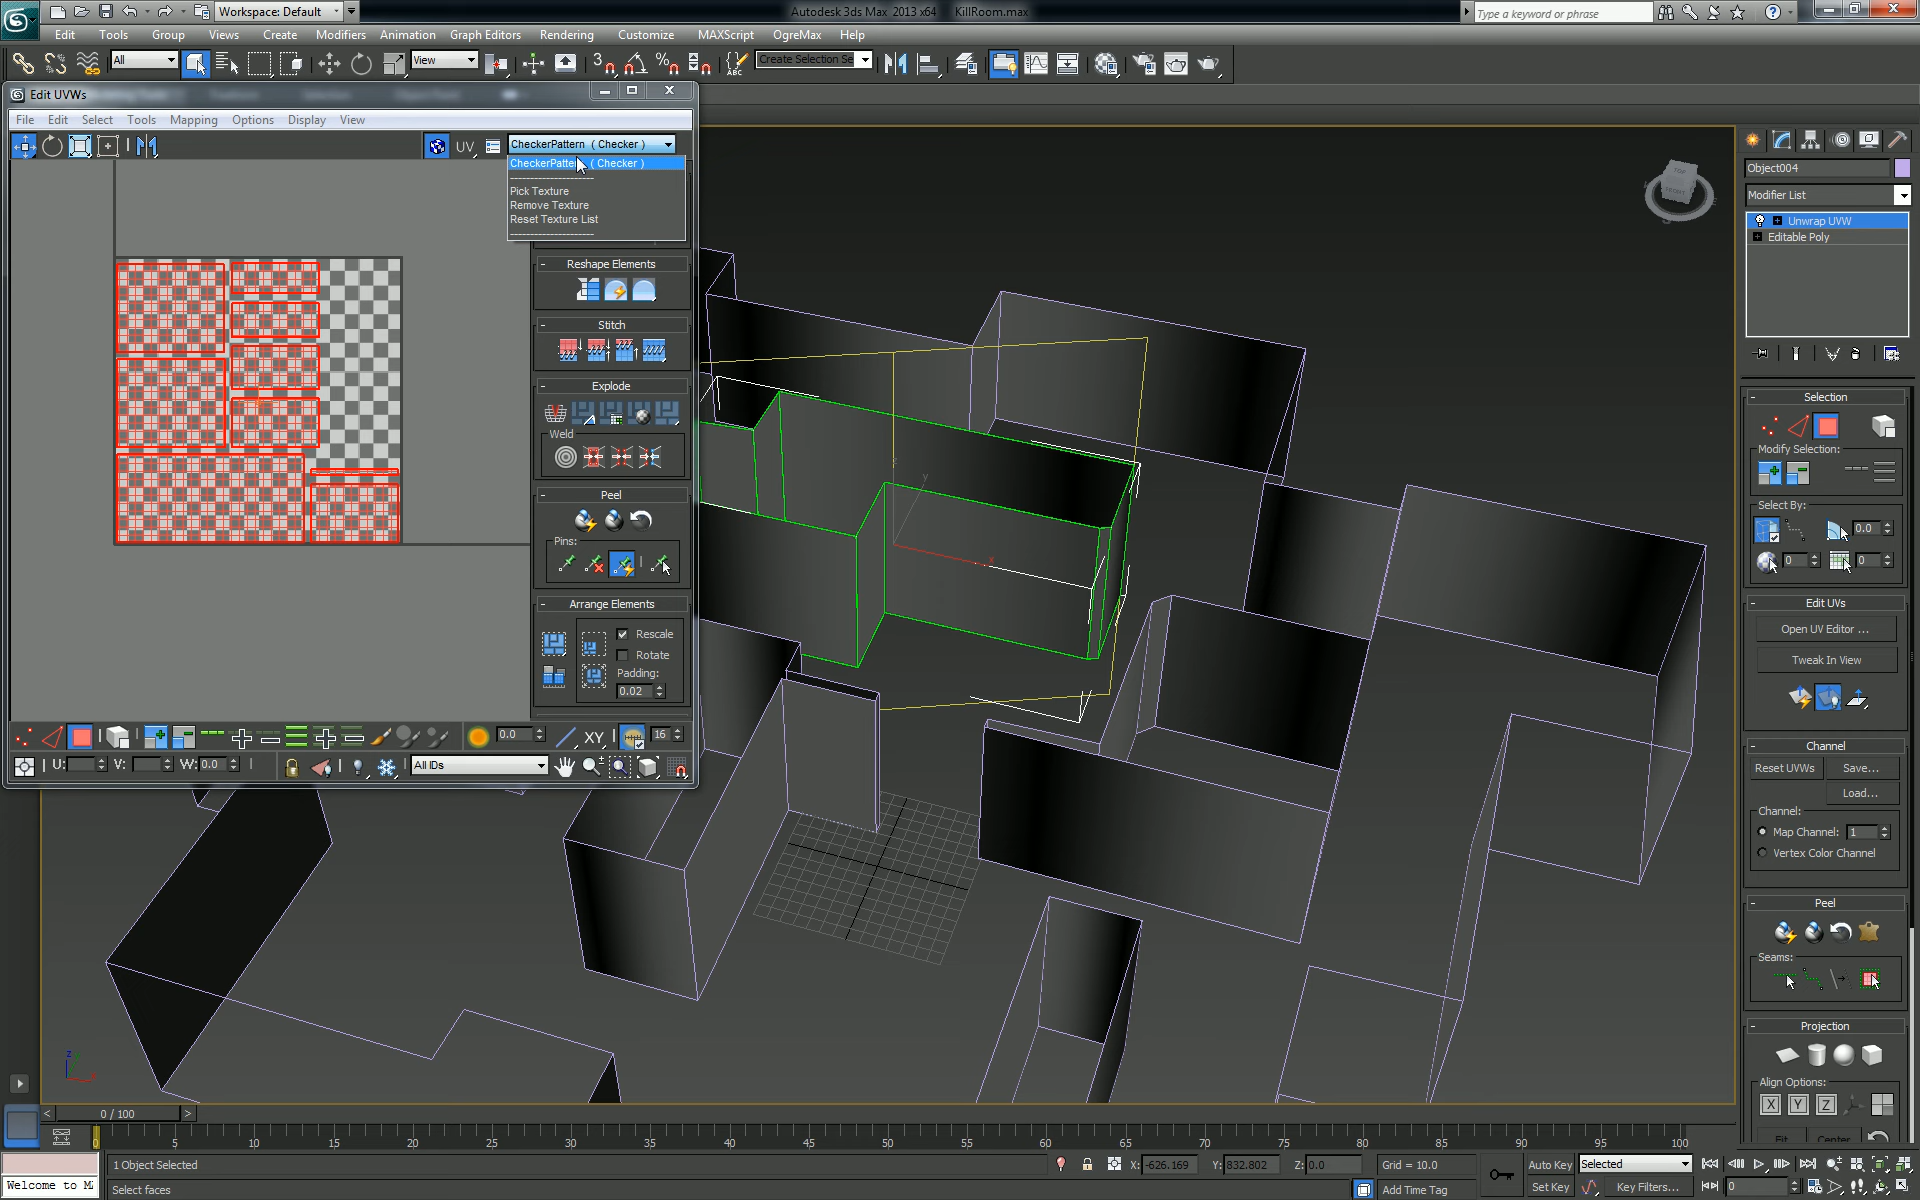 Workspace: Default
Autodesk 3ds Max 2013 x64    KillRoom.max
Type a keyword or phrase
Edit Tools Group Views Create Modifiers Animation Graph Editors Rendering Customize MAXScript OgreMax Help
All
View
3
ABC
Create Selection Se
Edit UVWs
File Edit Select Tools Mapping Options Display View
UV
CheckerPattern ( Checker )
CheckerPattern ( Checker )
Pick Texture
Remove Texture
Reset Texture List
Reshape Elements
Stitch
Explode
Weld
Peel
Pins:
Arrange Elements
Rescale
Rotate
Padding:
0.02
0.0
XY
16
U:
V:
W: 0.0
All IDs
TOP
FRONT
y
x
z
Object004
Modifier List
Unwrap UVW
Editable Poly
Selection
Modify Selection:
Select By:
0.0
0
0
Edit UVs
Open UV Editor ...
Tweak In View
Channel
Reset UVWs
Save...
Load...
Channel:
Map Channel: 1
Vertex Color Channel
Peel
Seams:
Projection
Align Options:
X Y Z
Fit
Center
0 / 100
0 5 10 15 20 25 30 35 40 45 50 55 60 65 70 75 80 85 90 95 100
1 Object Selected
X: -626.169
Y: 832.802
Z: 0.0
Grid = 10.0
Auto Key
Selected
Welcome to M
Select faces
Add Time Tag
Set Key
Key Filters...
0